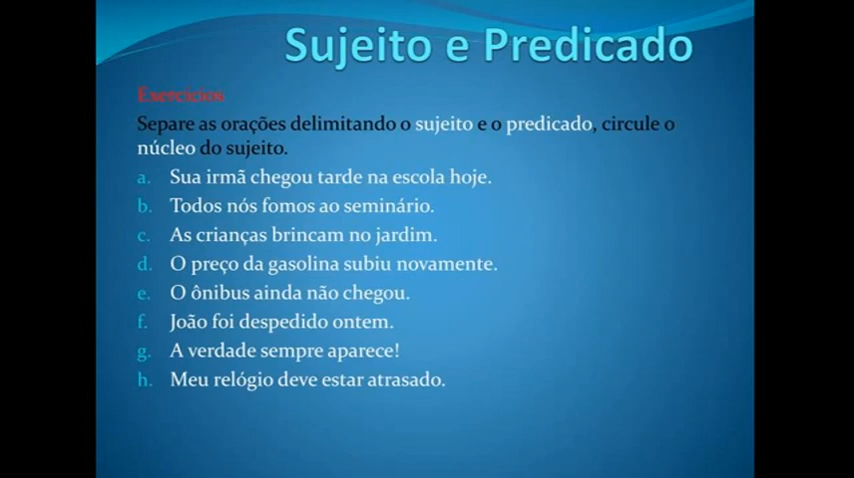 Sujeito e Predicado
Exercícios
Separe as orações delimitando o sujeito e o predicado, circule o
núcleo do sujeito.
a. Sua irmã chegou tarde na escola hoje.
b. Todos nós fomos ao seminário.
c. As crianças brincam no jardim.
d. O preço da gasolina subiu novamente.
e. O ônibus ainda não chegou.
f. João foi despedido ontem.
g. A verdade sempre aparece!
h. Meu relógio deve estar atrasado.